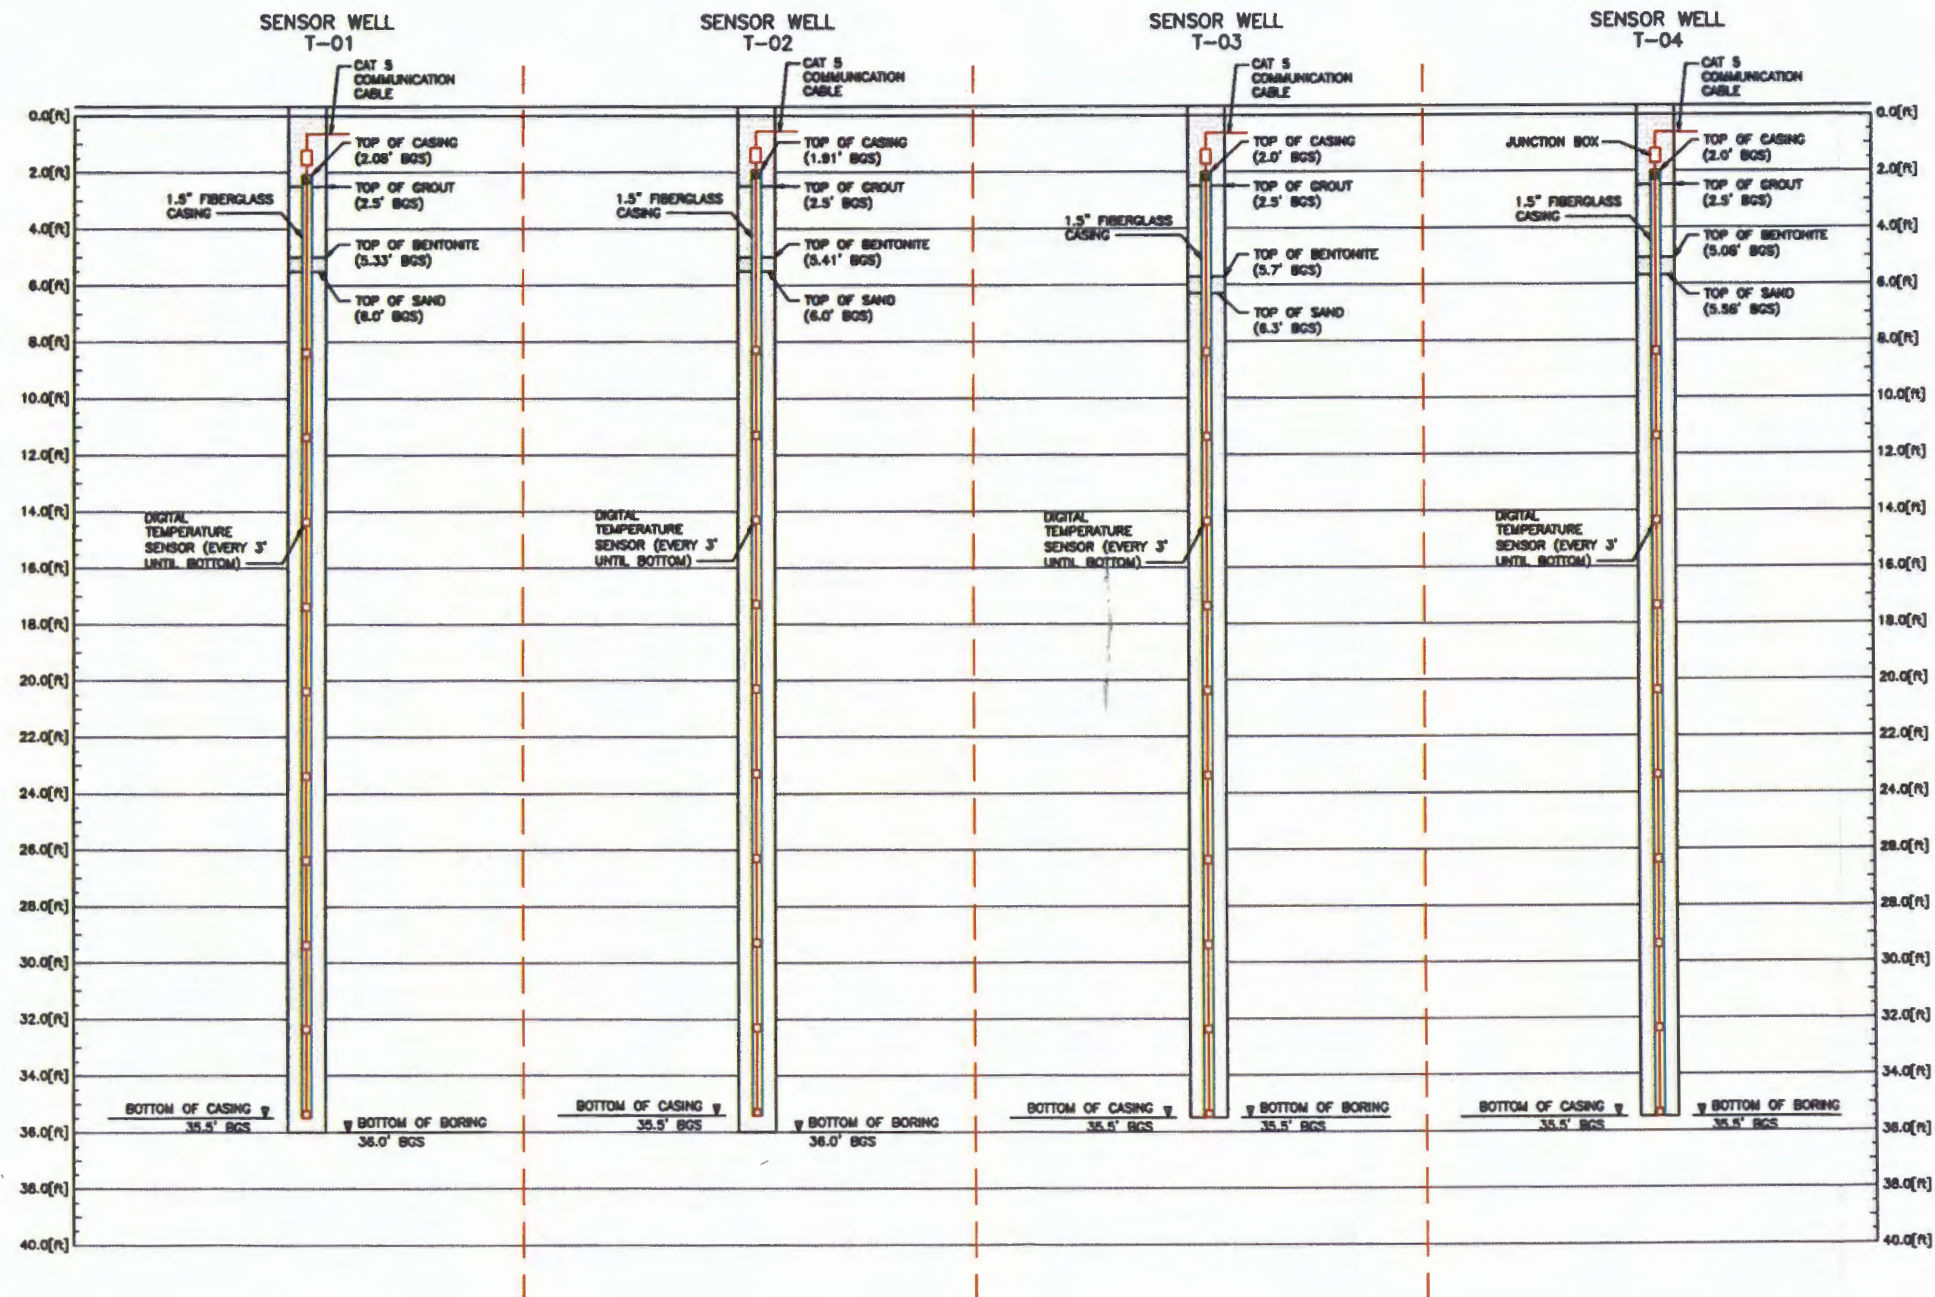 SENSOR WELL
T-01
CAT 5
COMMUNICATION
CABLE
TOP OF CASING
(2.08' BGS)
TOP OF GROUT
(2.5' BGS)
1.5" FIBERGLASS
CASING
TOP OF BENTONITE
(5.33' BGS)
TOP OF SAND
(6.0' BGS)
DIGITAL
TEMPERATURE
SENSOR (EVERY 3'
UNTIL BOTTOM)
BOTTOM OF CASING
35.5' BGS
BOTTOM OF BORING
36.0' BGS
SENSOR WELL
T-02
CAT 5
COMMUNICATION
CABLE
TOP OF CASING
(1.91' BGS)
TOP OF GROUT
(2.5' BGS)
1.5" FIBERGLASS
CASING
TOP OF BENTONITE
(5.41' BGS)
TOP OF SAND
(6.0' BGS)
DIGITAL
TEMPERATURE
SENSOR (EVERY 3'
UNTIL BOTTOM)
BOTTOM OF CASING
35.5' BGS
BOTTOM OF BORING
36.0' BGS
SENSOR WELL
T-03
CAT 5
COMMUNICATION
CABLE
TOP OF CASING
(2.0' BGS)
TOP OF GROUT
(2.5' BGS)
1.5" FIBERGLASS
CASING
TOP OF BENTONITE
(5.7' BGS)
TOP OF SAND
(6.3' BGS)
DIGITAL
TEMPERATURE
SENSOR (EVERY 3'
UNTIL BOTTOM)
BOTTOM OF CASING
35.5' BGS
BOTTOM OF BORING
35.5' BGS
SENSOR WELL
T-04
CAT 5
COMMUNICATION
CABLE
JUNCTION BOX
TOP OF CASING
(2.0' BGS)
TOP OF GROUT
(2.5' BGS)
1.5" FIBERGLASS
CASING
TOP OF BENTONITE
(5.08' BGS)
TOP OF SAND
(5.58' BGS)
DIGITAL
TEMPERATURE
SENSOR (EVERY 3'
UNTIL BOTTOM)
BOTTOM OF CASING
35.5' BGS
BOTTOM OF BORING
35.5' BGS
0.0[ft]
2.0[ft]
4.0[ft]
6.0[ft]
8.0[ft]
10.0[ft]
12.0[ft]
14.0[ft]
16.0[ft]
18.0[ft]
20.0[ft]
22.0[ft]
24.0[ft]
26.0[ft]
28.0[ft]
30.0[ft]
32.0[ft]
34.0[ft]
36.0[ft]
38.0[ft]
40.0[ft]
0.0[ft]
2.0[ft]
4.0[ft]
6.0[ft]
8.0[ft]
10.0[ft]
12.0[ft]
14.0[ft]
16.0[ft]
18.0[ft]
20.0[ft]
22.0[ft]
24.0[ft]
26.0[ft]
28.0[ft]
30.0[ft]
32.0[ft]
34.0[ft]
36.0[ft]
38.0[ft]
40.0[ft]